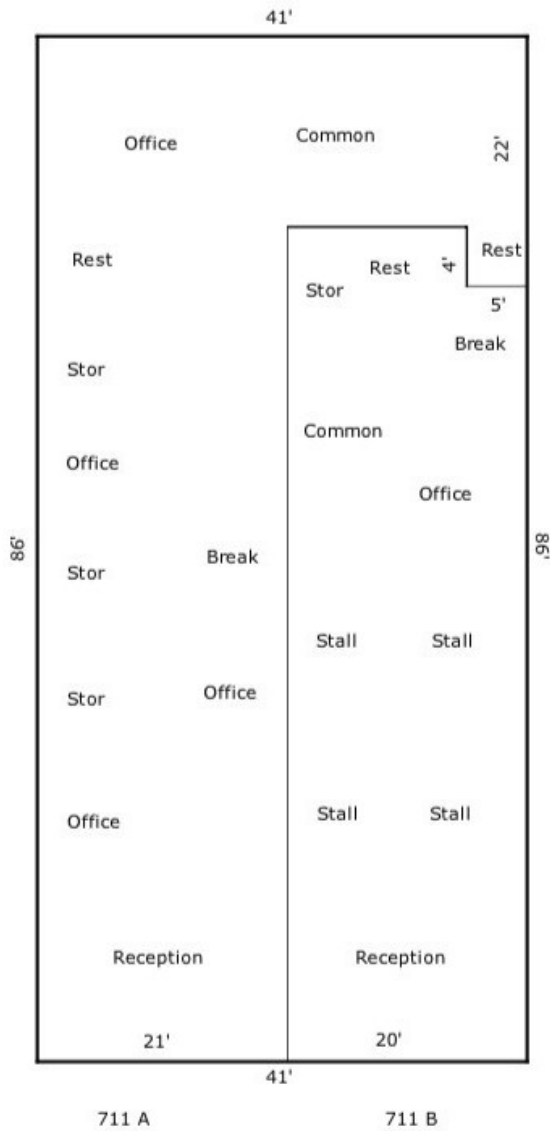 41'
Office
Common
22'
Rest
Rest
4'
Rest
Stor
5'
Break
Stor
Common
Office
Office
86'
Break
86'
Stor
Stall
Stall
Stor
Office
Office
Stall
Stall
Reception
Reception
21'
20'
41'
711 A
711 B